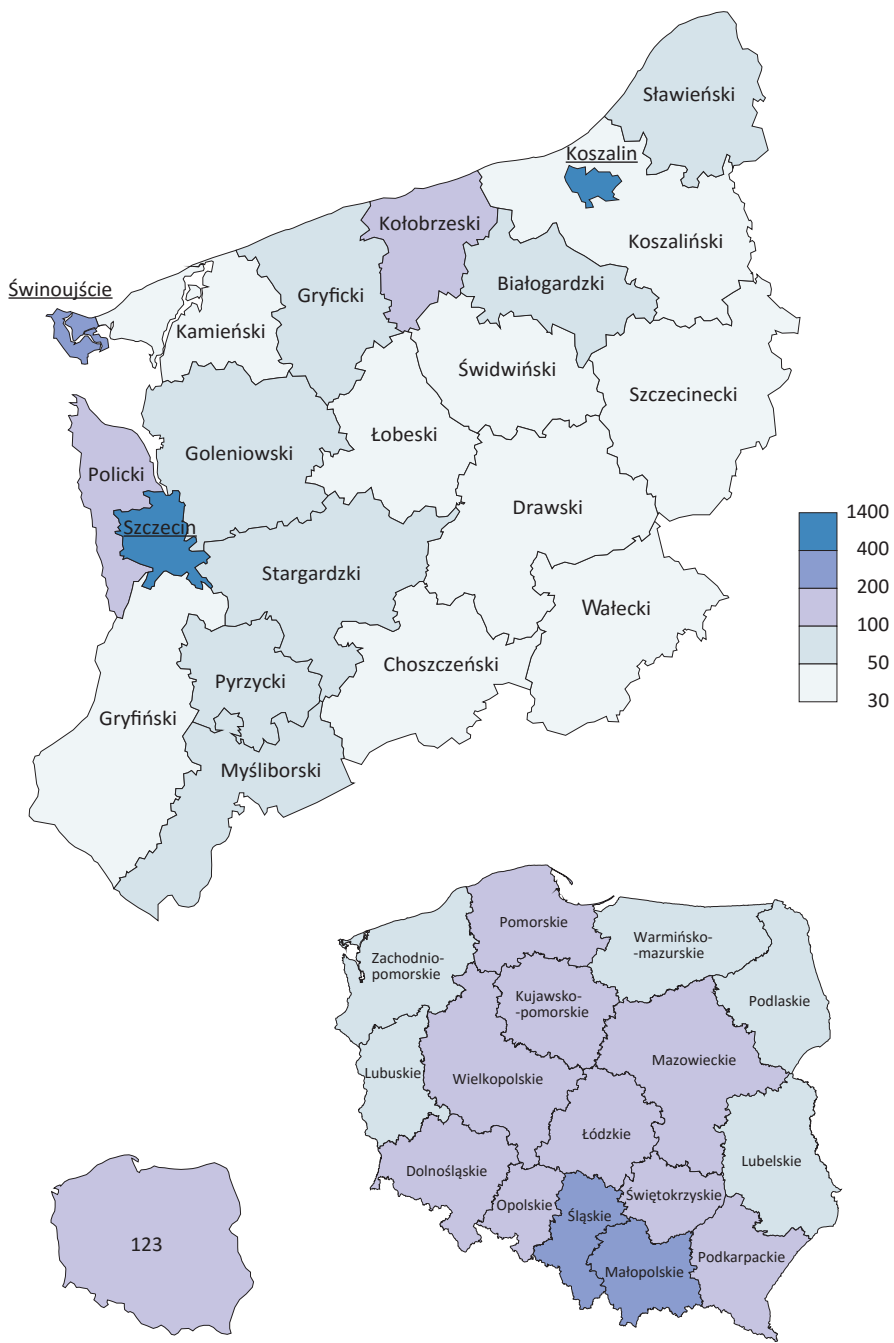 Sławieński
Koszalin
Kołobrzeski
Koszaliński
Świnoujście
Gryficki
Białogardzki
Kamieński
Świdwiński
Szczecinecki
Łobeski
Goleniowski
Policki
Drawski
Szczecin
Stargardzki
Wałecki
Choszczeński
Pyrzycki
Gryfiński
Myśliborski
1400
400
200
100
50
30
Pomorskie
Warmińsko-
-mazurskie
Zachodnio-
pomorskie
Kujawsko-
-pomorskie
Podlaskie
Mazowieckie
Lubuskie
Wielkopolskie
Łódzkie
Lubelskie
Dolnośląskie
Świętokrzyskie
Opolskie
Śląskie
Podkarpackie
Małopolskie
123